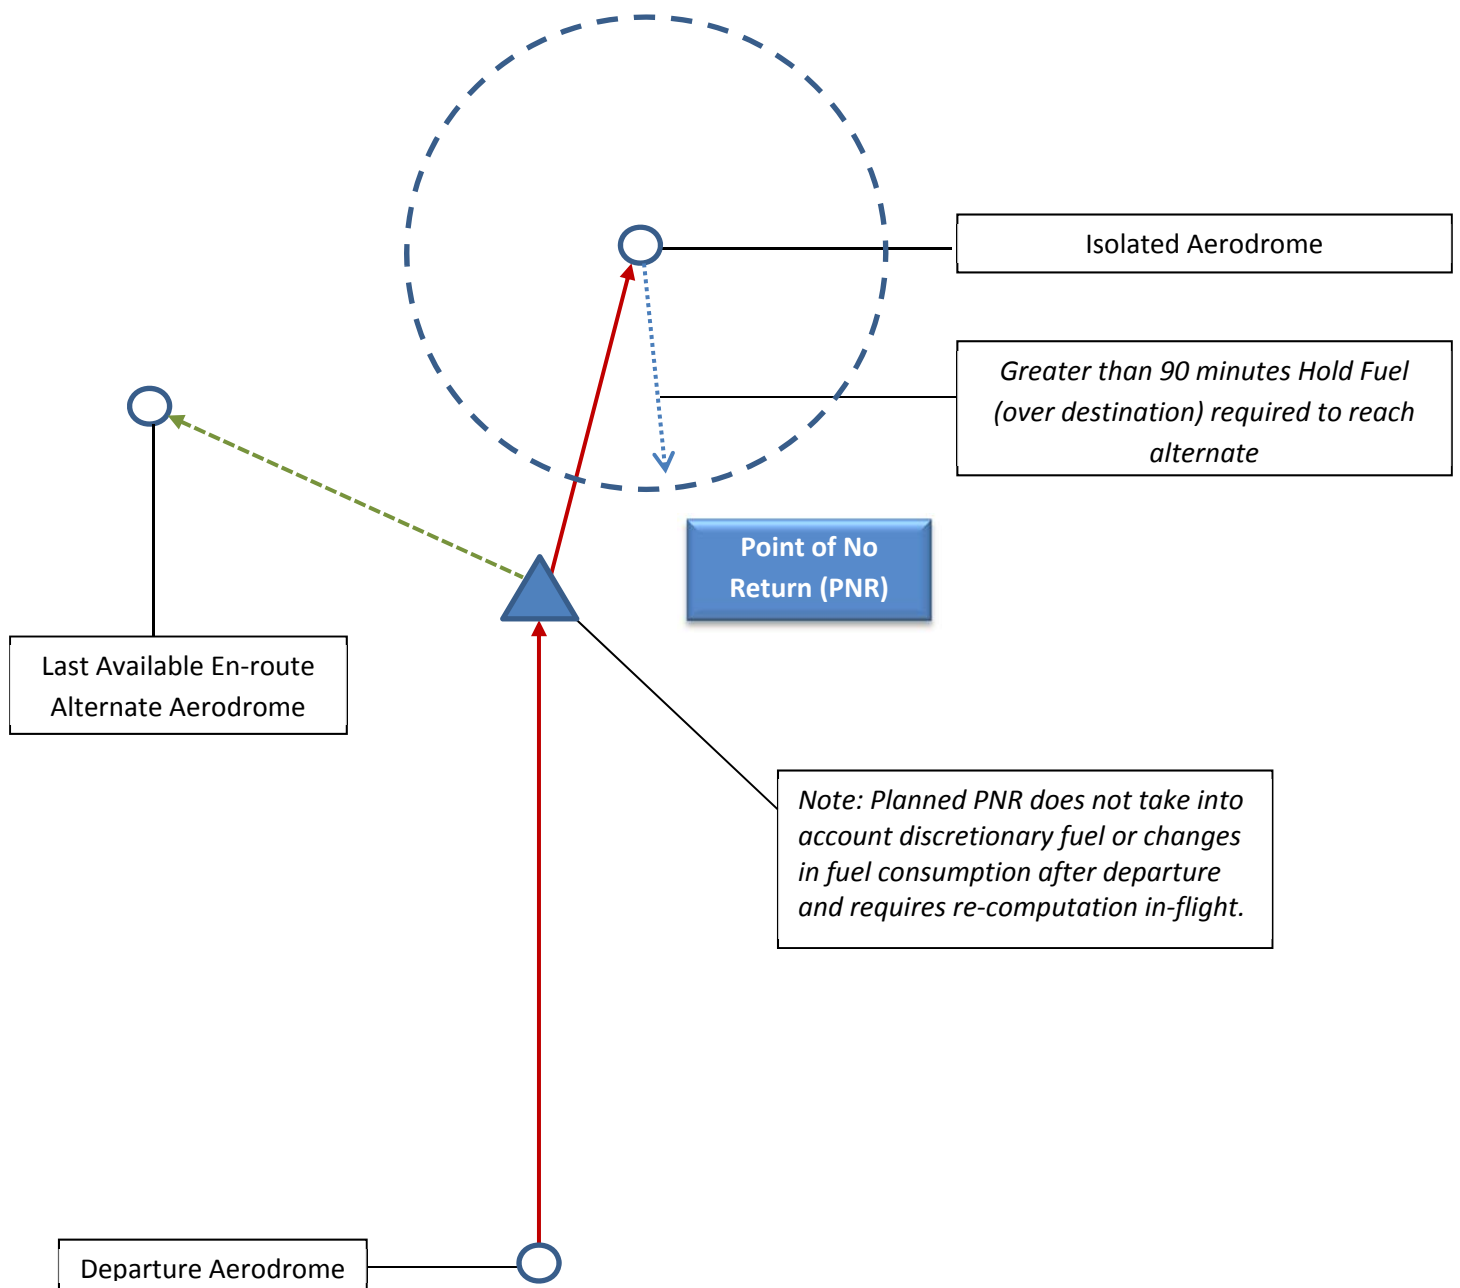 Isolated Aerodrome
Greater than 90 minutes Hold Fuel
(over destination) required to reach
alternate
Point of No
Return (PNR)
Last Available En-route
Alternate Aerodrome
Note: Planned PNR does not take into
account discretionary fuel or changes
in fuel consumption after departure
and requires re-computation in-flight.
Departure Aerodrome